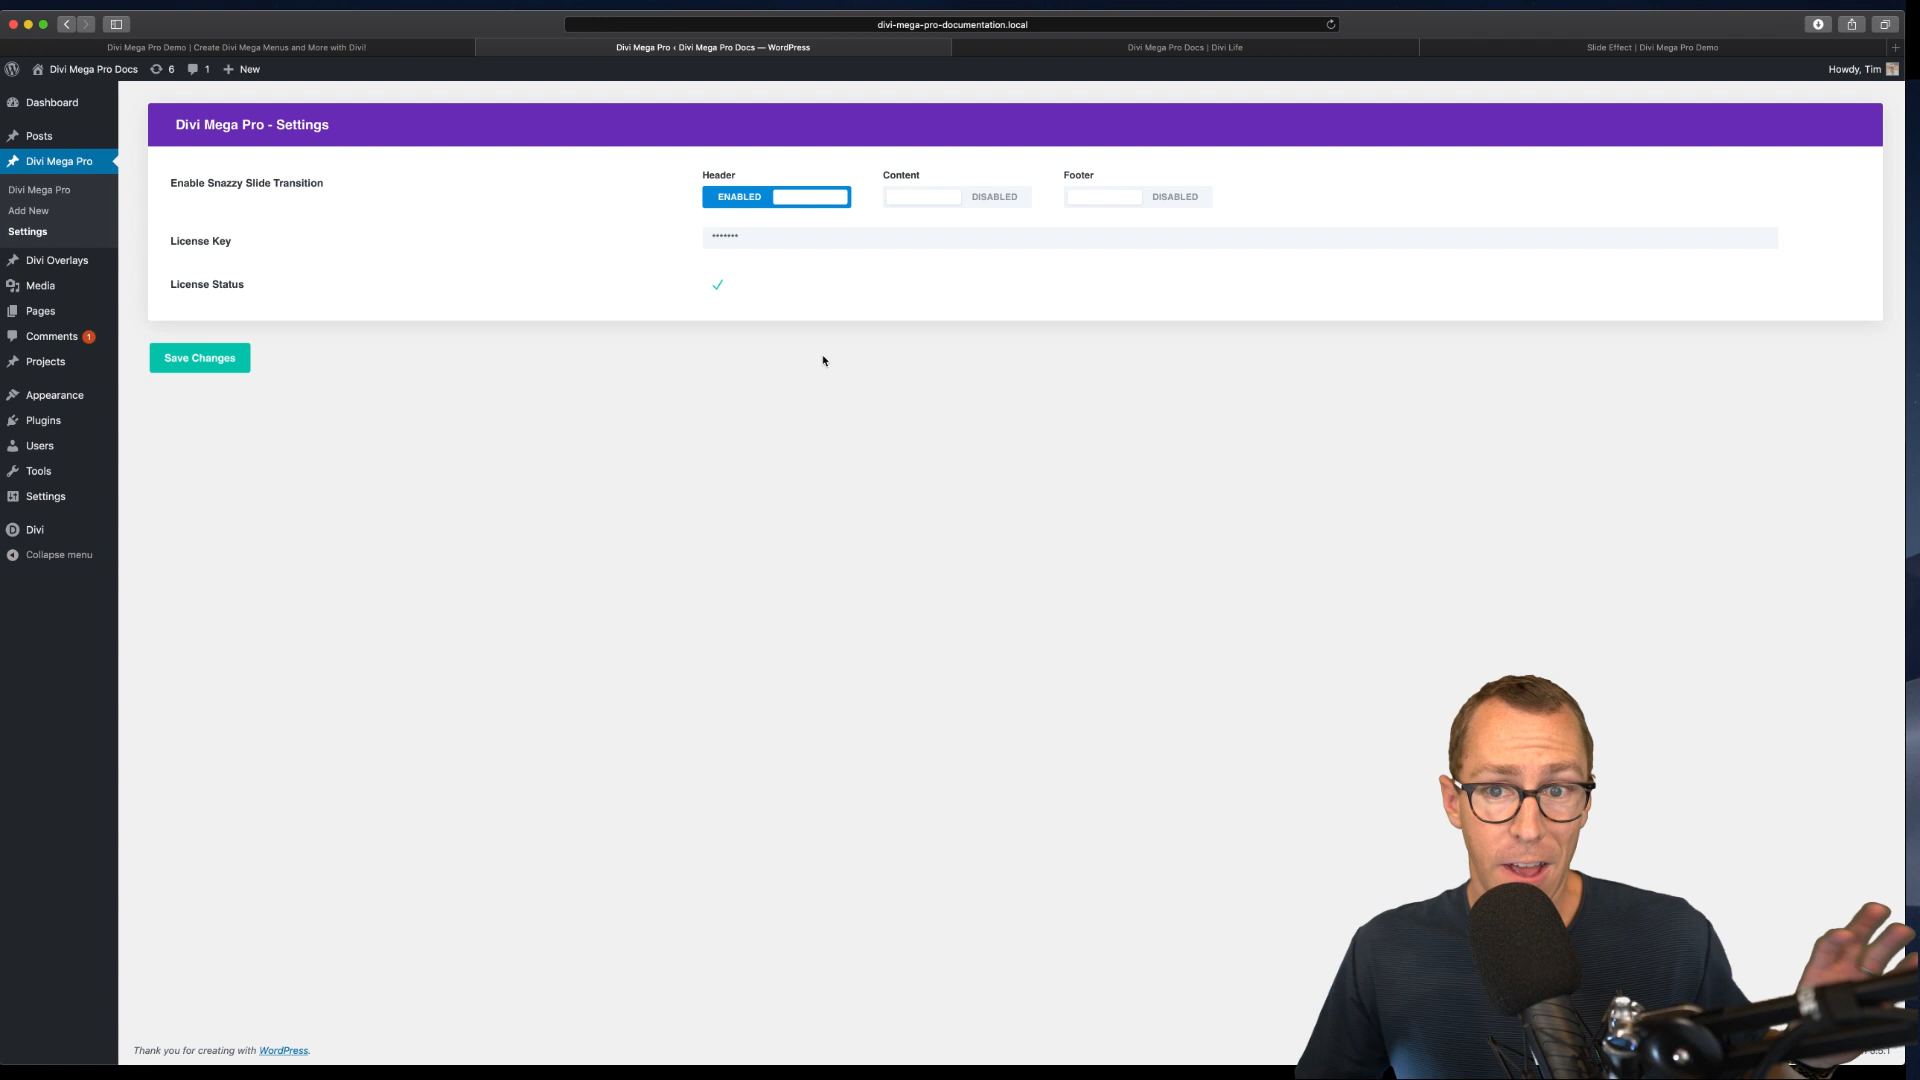 divi-mega-pro-documentation.local
Divi Mega Pro Demo | Create Divi Mega Menus and More with Divi!
Divi Mega Pro ‹ Divi Mega Pro Docs — WordPress
Divi Mega Pro Docs | Divi Life
Slide Effect | Divi Mega Pro Demo
Divi Mega Pro Docs 6 1 New
Howdy, Tim
Dashboard
Posts
Divi Mega Pro
Divi Mega Pro
Add New
Settings
Divi Overlays
Media
Pages
Comments 1
Projects
Appearance
Plugins
Users
Tools
Settings
Divi
Collapse menu
Divi Mega Pro - Settings
Enable Snazzy Slide Transition
Header
ENABLED
Content
DISABLED
Footer
DISABLED
License Key
•••••••
License Status
Save Changes
Thank you for creating with WordPress.